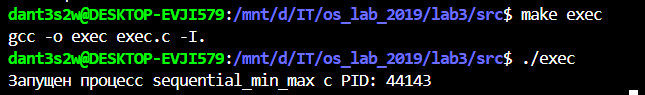 dant3s2w@DESKTOP-EVJI579:/mnt/d/IT/os_lab_2019/lab3/src$ make exec
gcc -o exec exec.c -I.
dant3s2w@DESKTOP-EVJI579:/mnt/d/IT/os_lab_2019/lab3/src$ ./exec
Запущен процесс sequential_min_max с PID: 44143